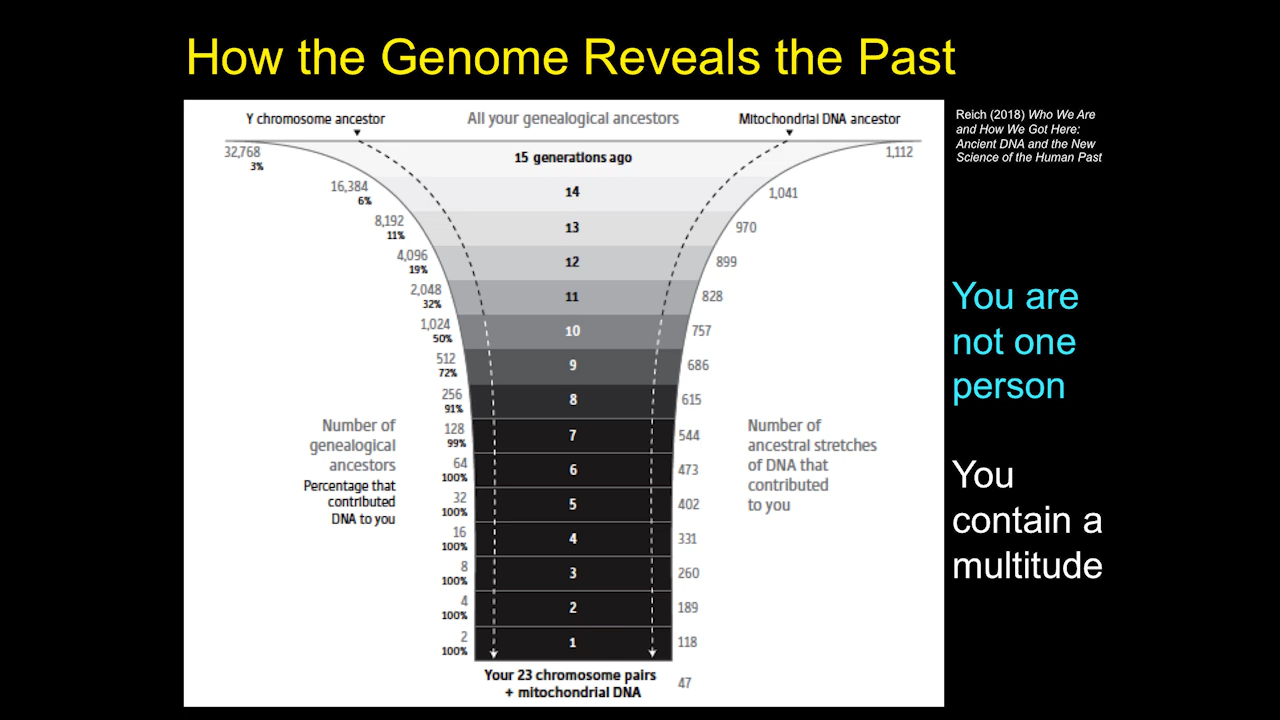 How the Genome Reveals the Past
Reich (2018) Who We Are
and How We Got Here:
Ancient DNA and the New
Science of the Human Past
Y chromosome ancestor
All your genealogical ancestors
Mitochondrial DNA ancestor
32,768
3%
15 generations ago
1,112
16,384
6%
14
1,041
8,192
11%
13
970
4,096
19%
12
899
2,048
32%
11
828
1,024
50%
10
757
512
72%
9
686
256
91%
8
615
128
99%
7
544
64
100%
6
473
32
100%
5
402
16
100%
4
331
8
100%
3
260
4
100%
2
189
2
100%
1
118
Number of
genealogical
ancestors
Percentage that
contributed
DNA to you
Number of
ancestral stretches
of DNA that
contributed
to you
Your 23 chromosome pairs
+ mitochondrial DNA
47
You are
not one
person
You
contain a
multitude